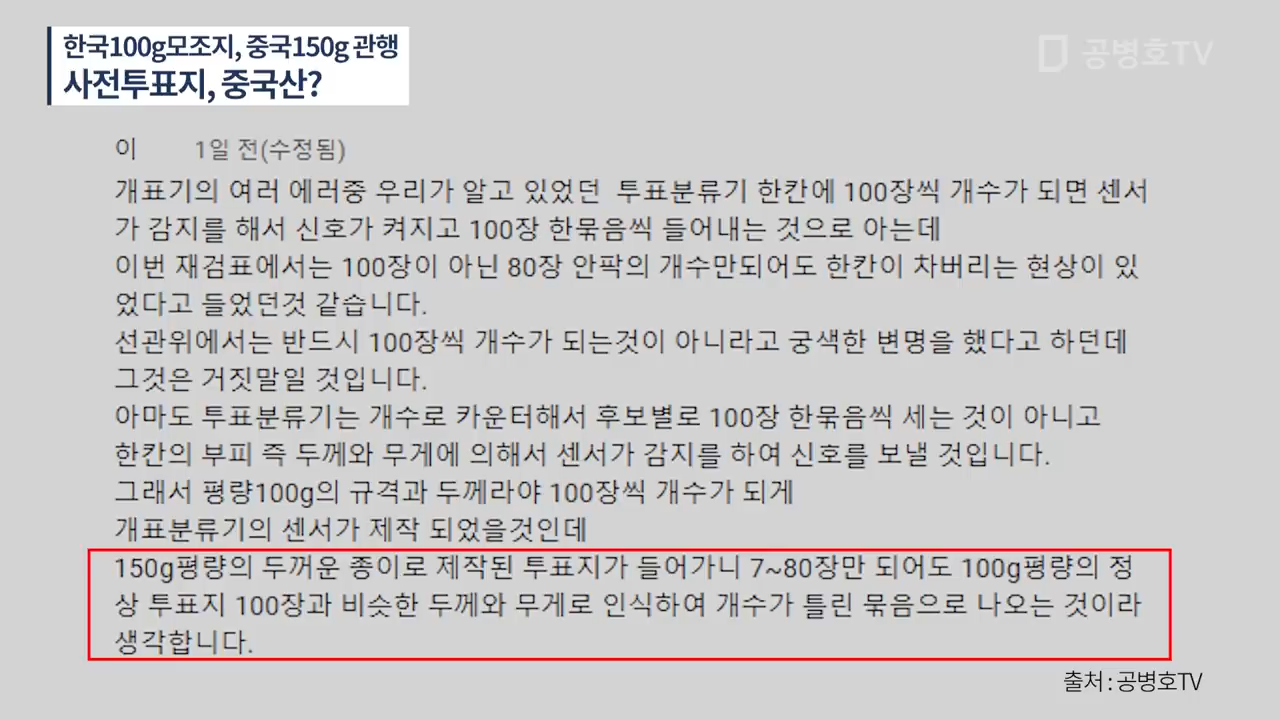 한국100g모조지, 중국150g 관행
사전투표지, 중국산?
공병호TV
이 1일 전(수정됨)
개표기의 여러 에러중 우리가 알고 있었던 투표분류기 한칸에 100장씩 개수가 되면 센서
가 감지를 해서 신호가 켜지고 100장 한묶음씩 들어내는 것으로 아는데
이번 재검표에서는 100장이 아닌 80장 안팍의 개수만되어도 한칸이 차버리는 현상이 있
었다고 들었던것 같습니다.
선관위에서는 반드시 100장씩 개수가 되는것이 아니라고 궁색한 변명을 했다고 하던데
그것은 거짓말일 것입니다.
아마도 투표분류기는 개수로 카운터해서 후보별로 100장 한묶음씩 세는 것이 아니고
한칸의 부피 즉 두께와 무게에 의해서 센서가 감지를 하여 신호를 보낼 것입니다.
그래서 평량100g의 규격과 두께라야 100장씩 개수가 되게
개표분류기의 센서가 제작 되었을것인데
150g평량의 두꺼운 종이로 제작된 투표지가 들어가니 7~80장만 되어도 100g평량의 정
상 투표지 100장과 비슷한 두께와 무게로 인식하여 개수가 틀린 묶음으로 나오는 것이라
생각합니다.
출처 : 공병호TV